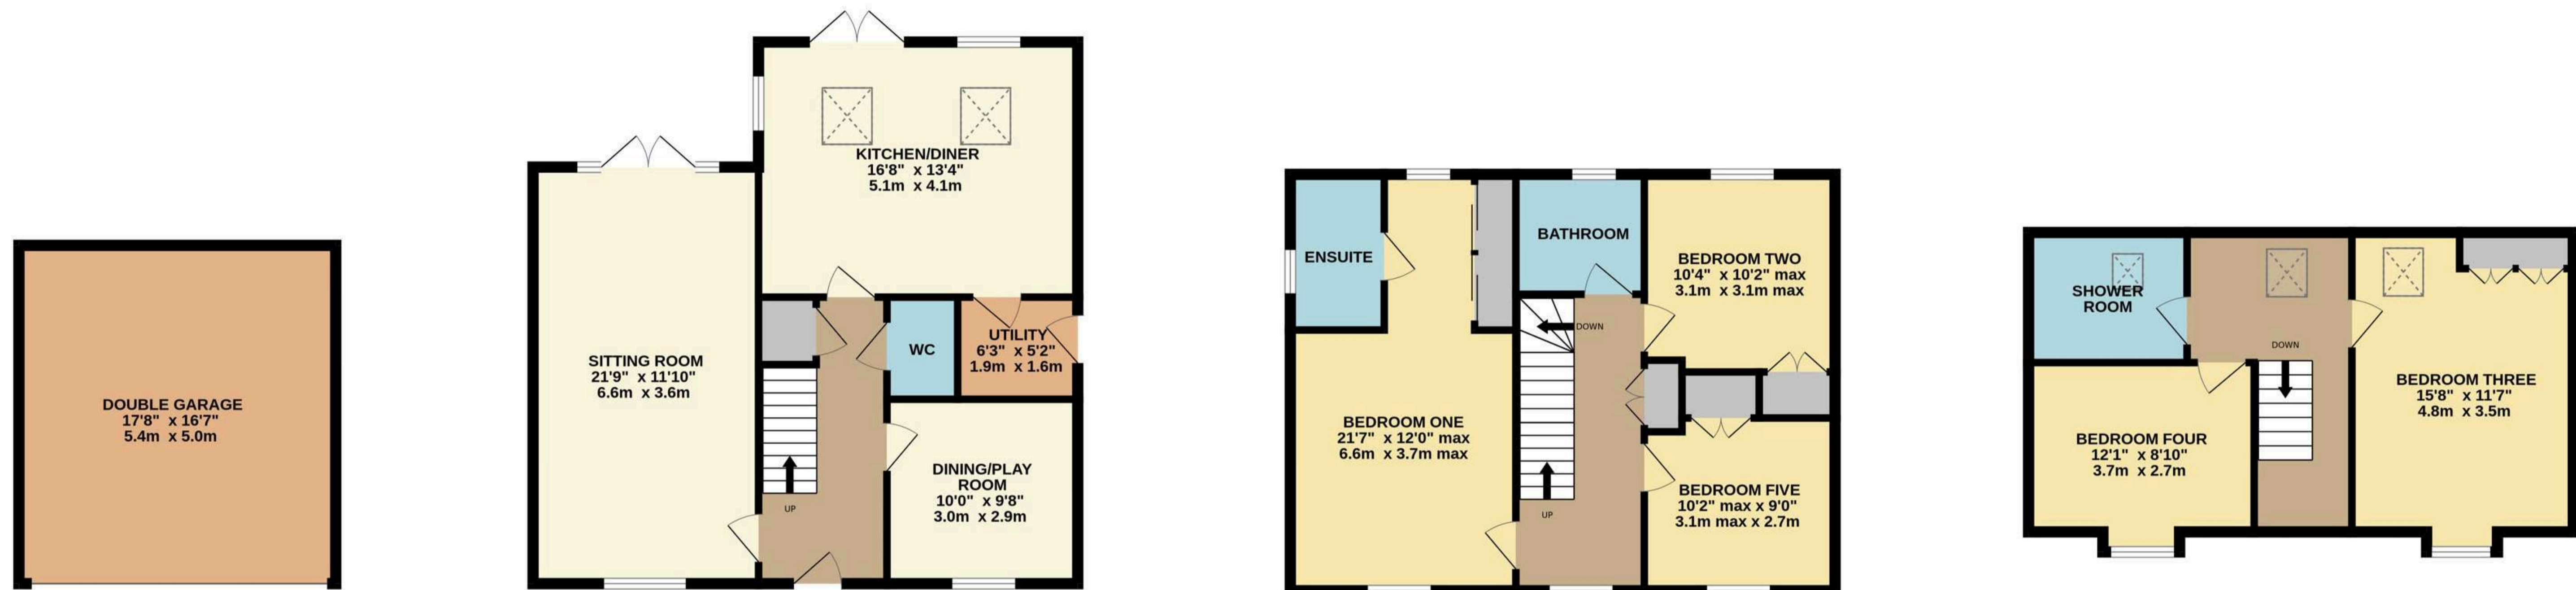 DOUBLE GARAGE
17'8" x 16'7"
5.4m x 5.0m
KITCHEN/DINER
16'8" x 13'4"
5.1m x 4.1m
SITTING ROOM
21'9" x 11'10"
6.6m x 3.6m
WC
UTILITY
6'3" x 5'2"
1.9m x 1.6m
DINING/PLAY
ROOM
10'0" x 9'8"
3.0m x 2.9m
UP
ENSUITE
BATHROOM
BEDROOM TWO
10'4" x 10'2" max
3.1m x 3.1m max
DOWN
BEDROOM ONE
21'7" x 12'0" max
6.6m x 3.7m max
UP
BEDROOM FIVE
10'2" max x 9'0"
3.1m max x 2.7m
SHOWER
ROOM
DOWN
BEDROOM THREE
15'8" x 11'7"
4.8m x 3.5m
BEDROOM FOUR
12'1" x 8'10"
3.7m x 2.7m